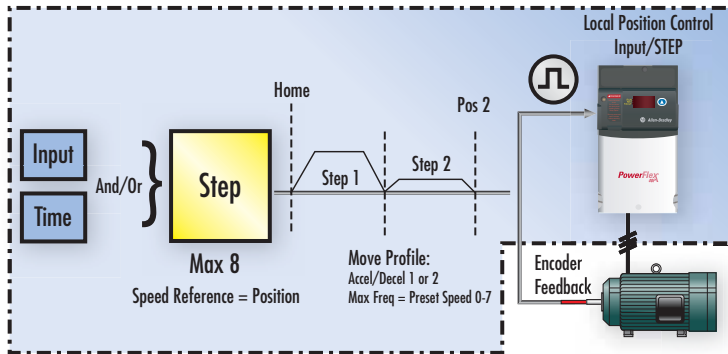 Local Position Control
Input/STEP
Home
Pos 2
Input
Time
And/Or
Step
Step 1
Step 2
Max 8
Speed Reference = Position
Move Profile:
Accel/Decel 1 or 2
Max Freq = Preset Speed 0-7
Encoder
Feedback
Allen-Bradley
PowerFlex